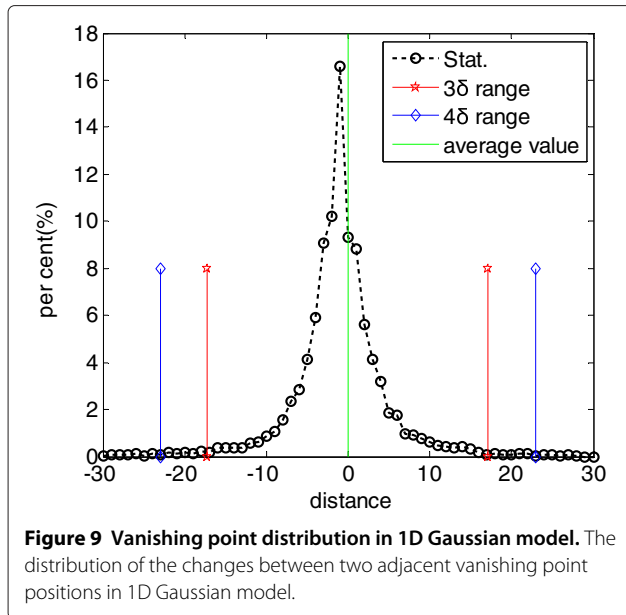 18
16
14
12
10
8
6
4
2
0
per cent(%)
Stat.
3δ range
4δ range
average value
-30 -20 -10 0 10 20 30
distance
Figure 9 Vanishing point distribution in 1D Gaussian model. The
distribution of the changes between two adjacent vanishing point
positions in 1D Gaussian model.